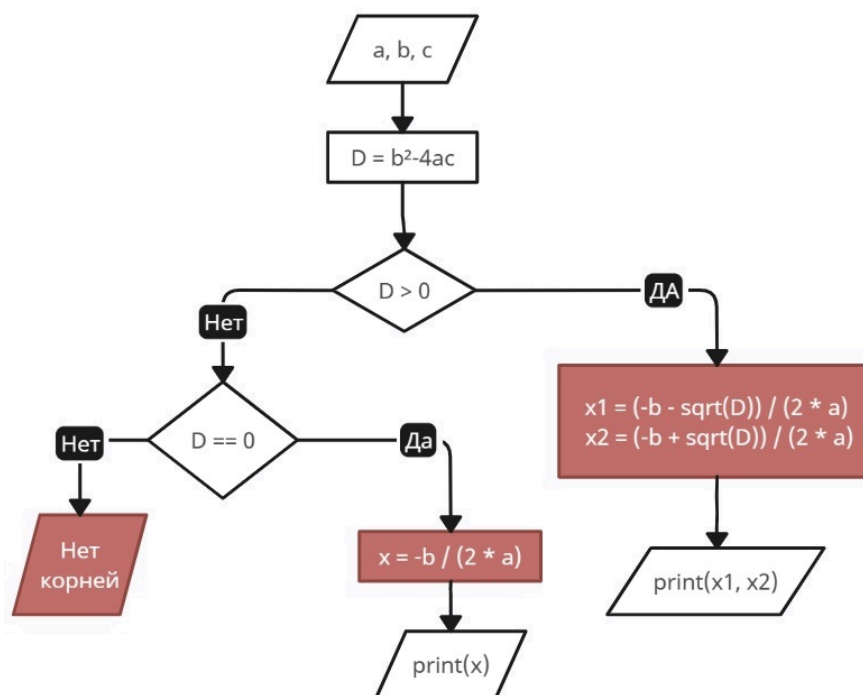 a, b, c
D = b²-4ac
D > 0
Нет
ДА
x1 = (-b - sqrt(D)) / (2 * a)
x2 = (-b + sqrt(D)) / (2 * a)
D == 0
Нет
Да
Нет
корней
x = -b / (2 * a)
print(x1, x2)
print(x)